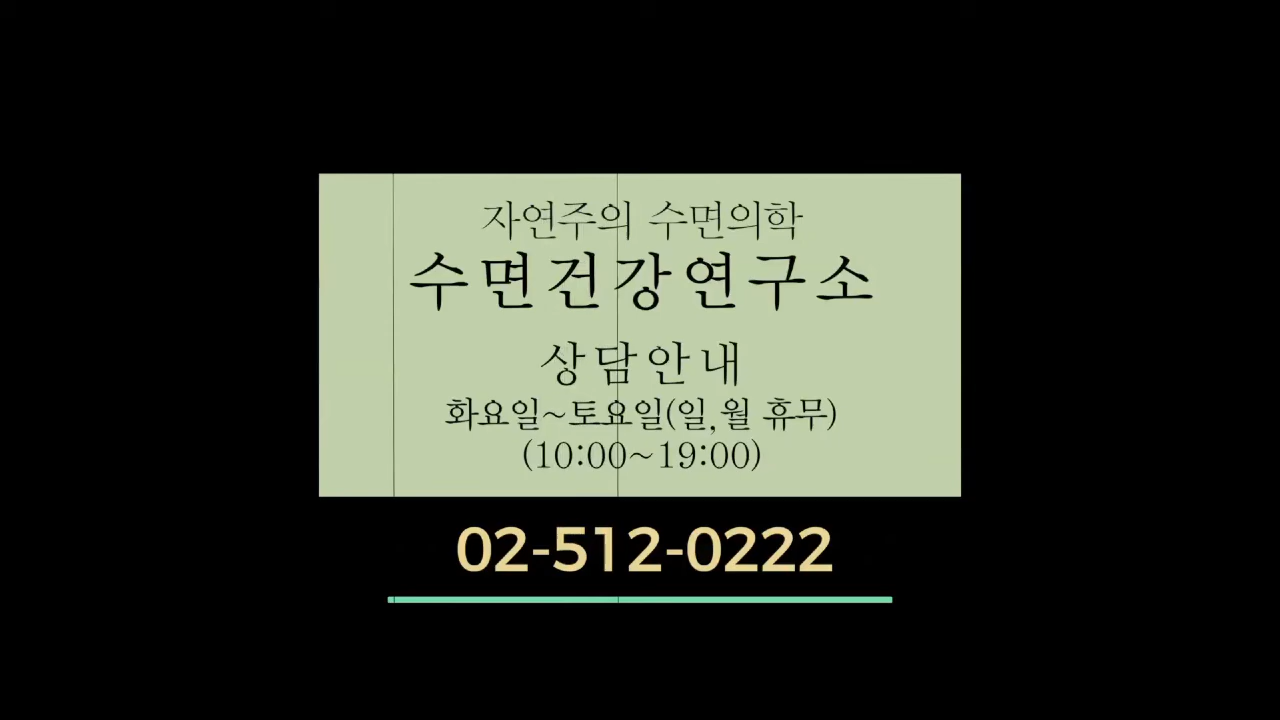 자연주의 수면의학
수면건강연구소
상담안내
화요일~토요일(일,월 휴무)
(10:00~19:00)
02-512-0222